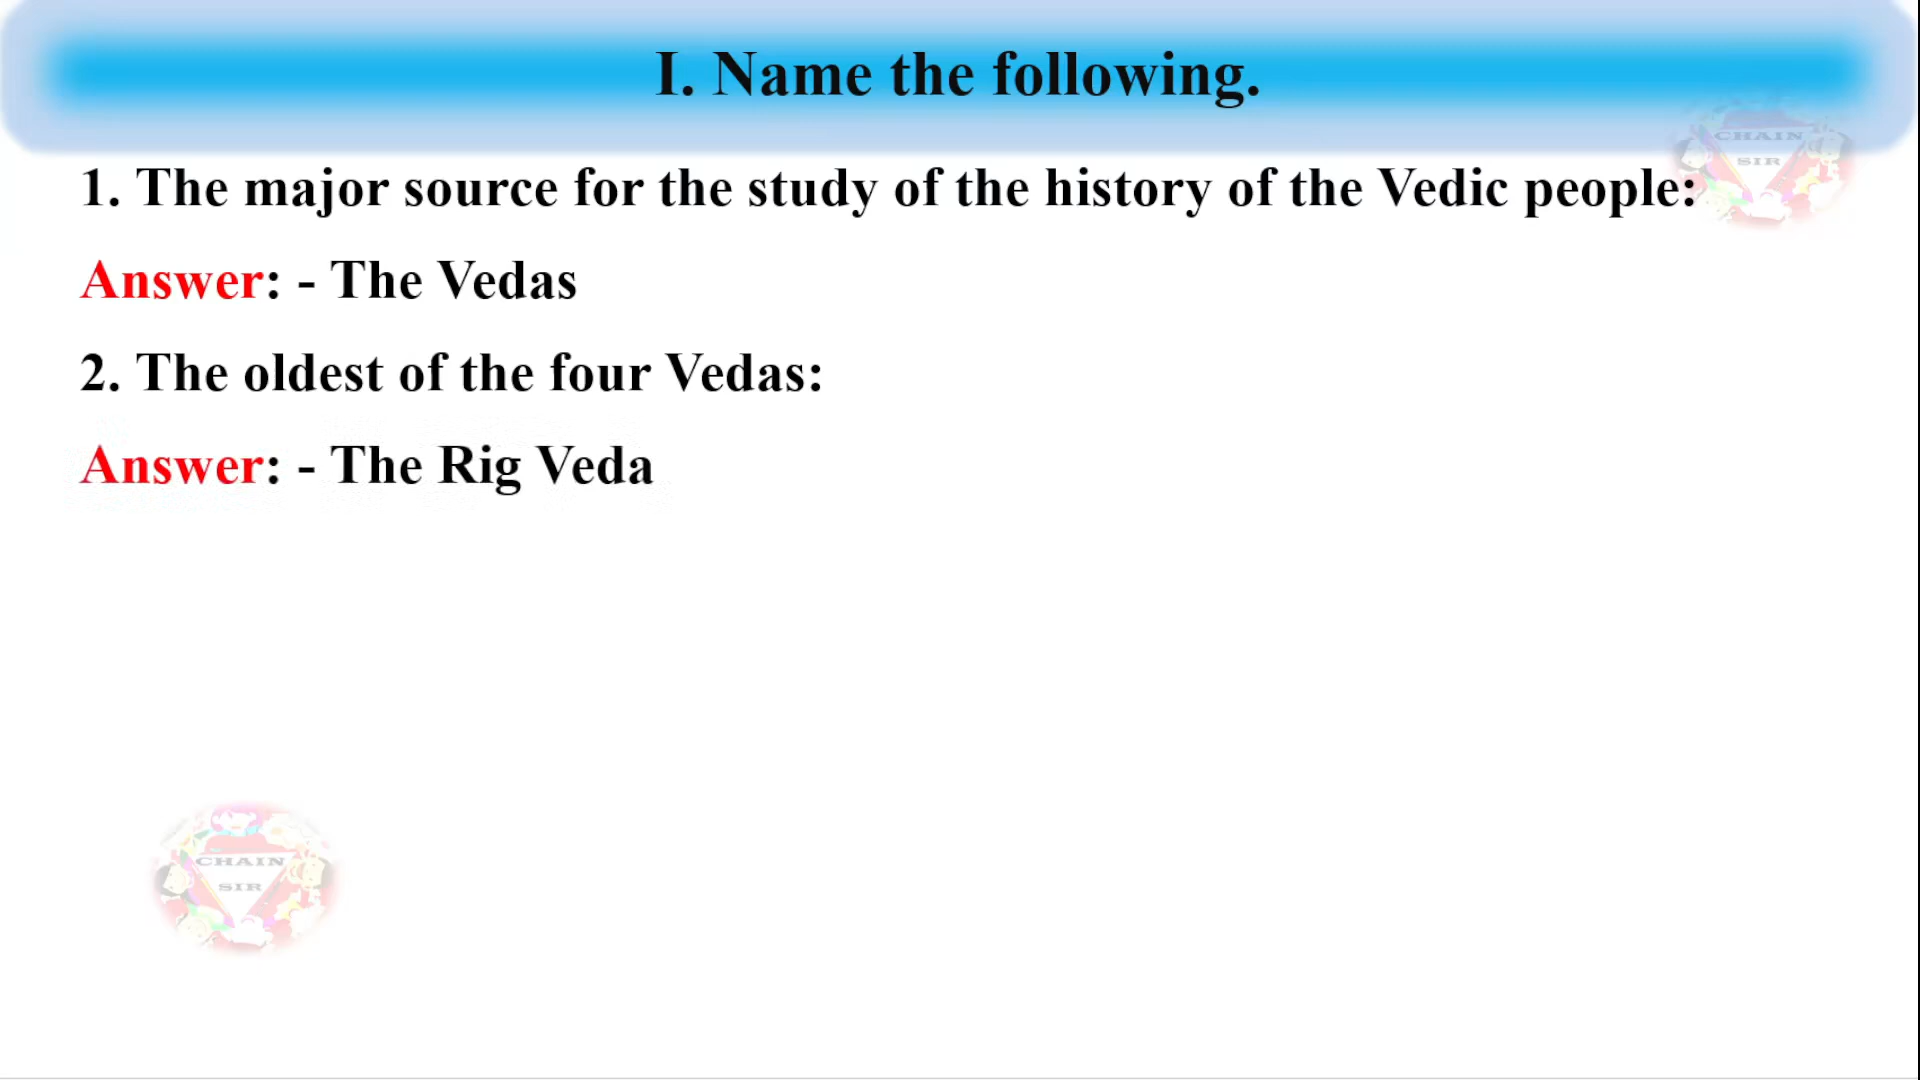 I. Name the following.
CHAIN
SIR
1. The major source for the study of the history of the Vedic people:
Answer: - The Vedas
2. The oldest of the four Vedas:
Answer: - The Rig Veda
CHAIN
SIR